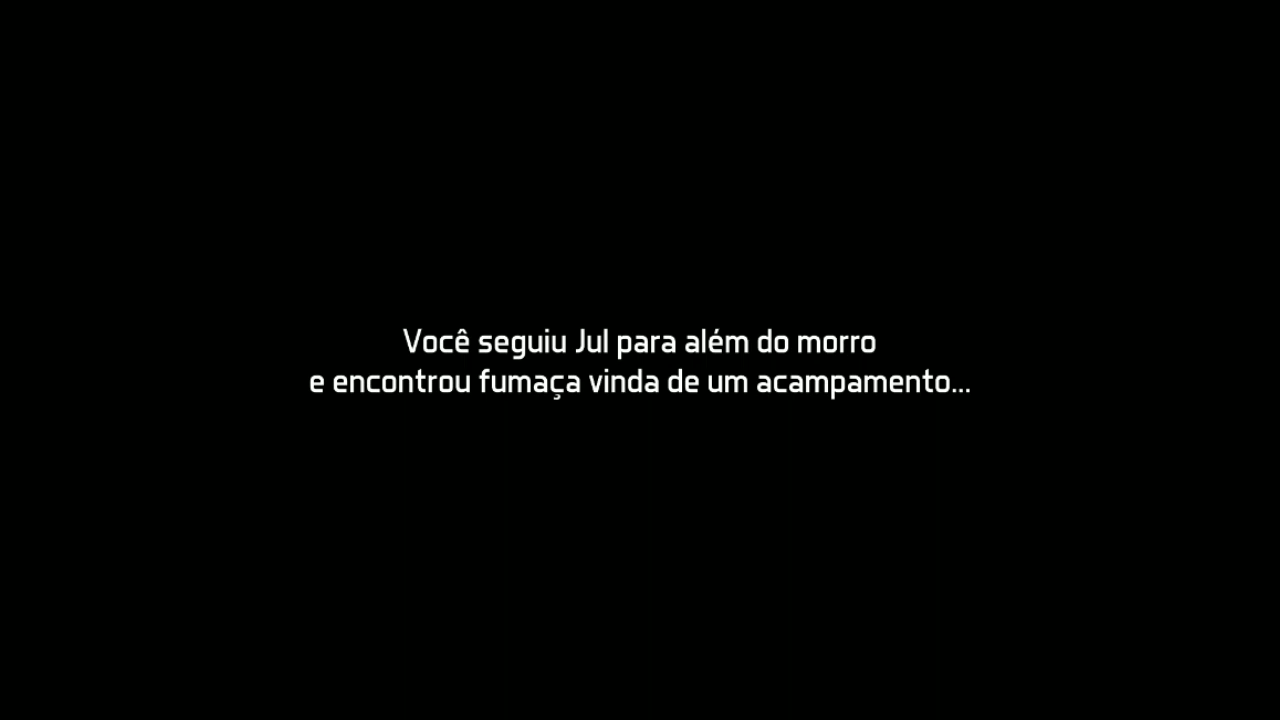 Você seguiu Jul para além do morro
e encontrou fumaça vinda de um acampamento...